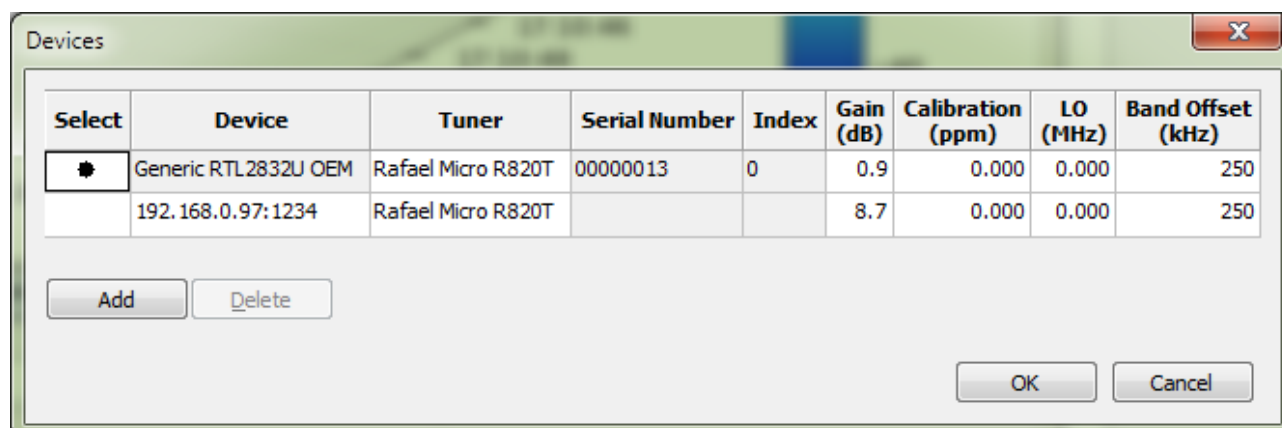 Devices
Select Device Tuner Serial Number Index Gain (dB) Calibration (ppm) LO (MHz) Band Offset (kHz)
Generic RTL2832U OEM Rafael Micro R820T 00000013 0 0.9 0.000 0.000 250
192.168.0.97:1234 Rafael Micro R820T 8.7 0.000 0.000 250
Add Delete
OK Cancel